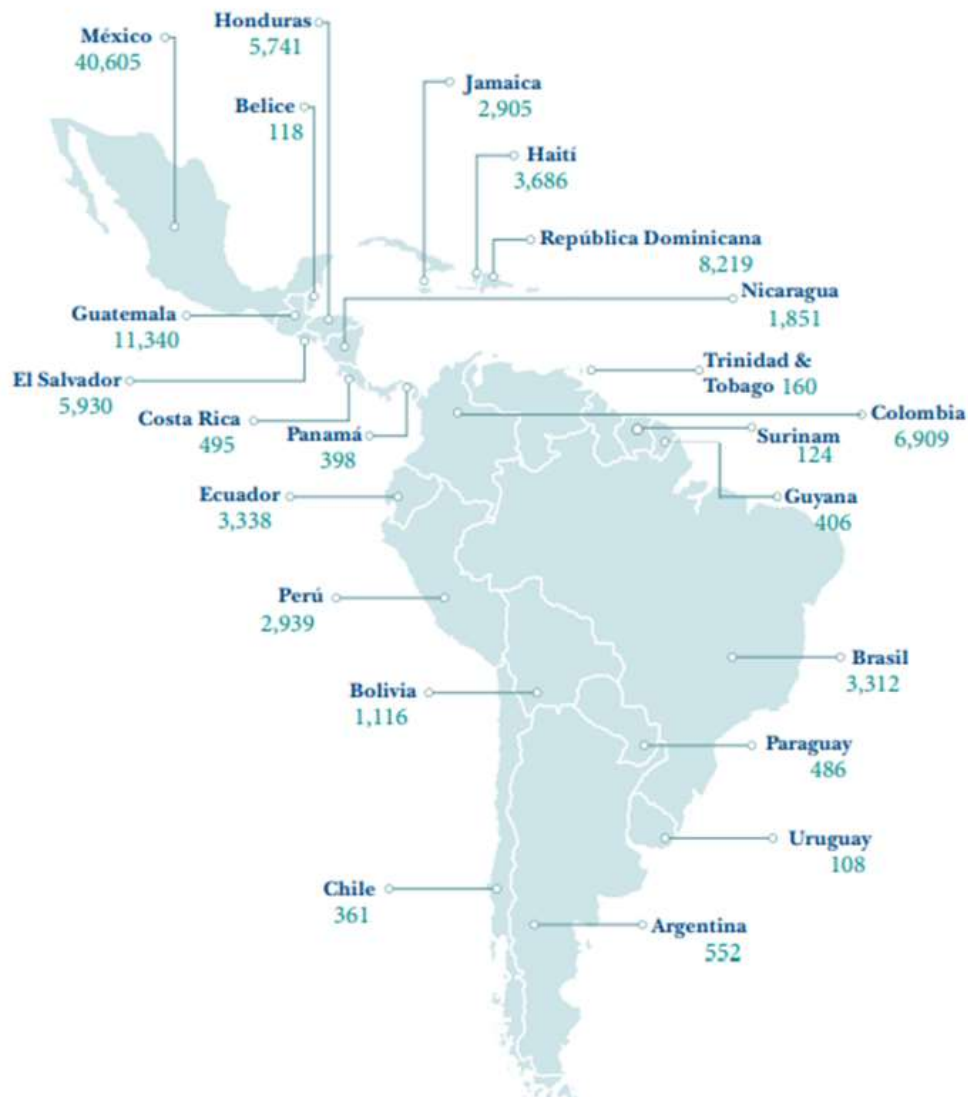 Honduras
5,741
México
40,605
Jamaica
2,905
Belice
118
Haití
3,686
República Dominicana
8,219
Nicaragua
1,851
Guatemala
11,340
Trinidad &
Tobago 160
El Salvador
5,930
Costa Rica
495
Panamá
398
Colombia
6,909
Surinam
124
Ecuador
3,338
Guyana
406
Perú
2,939
Brasil
3,312
Bolivia
1,116
Paraguay
486
Uruguay
108
Chile
361
Argentina
552